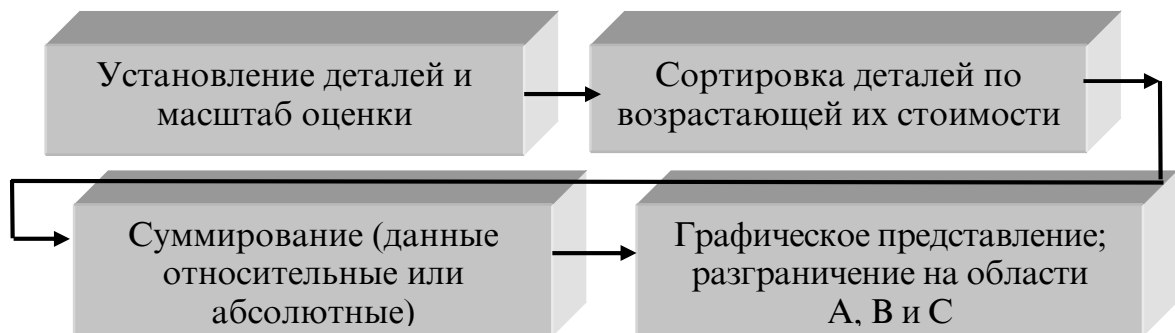 Установление деталей и
масштаб оценки
Сортировка деталей по
возрастающей их стоимости
Суммирование (данные
относительные или
абсолютные)
Графическое представление;
разграничение на области
А, В и С